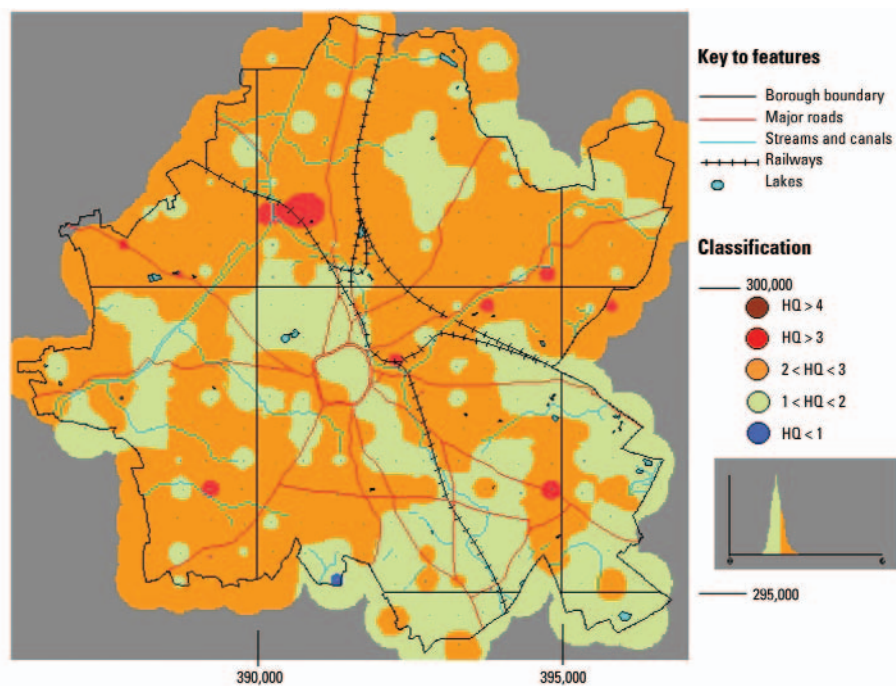 Key to features
Borough boundary
Major roads
Streams and canals
Railways
Lakes
Classification
300,000
HQ > 4
HQ > 3
2 < HQ < 3
1 < HQ < 2
HQ < 1
295,000
390,000
395,000